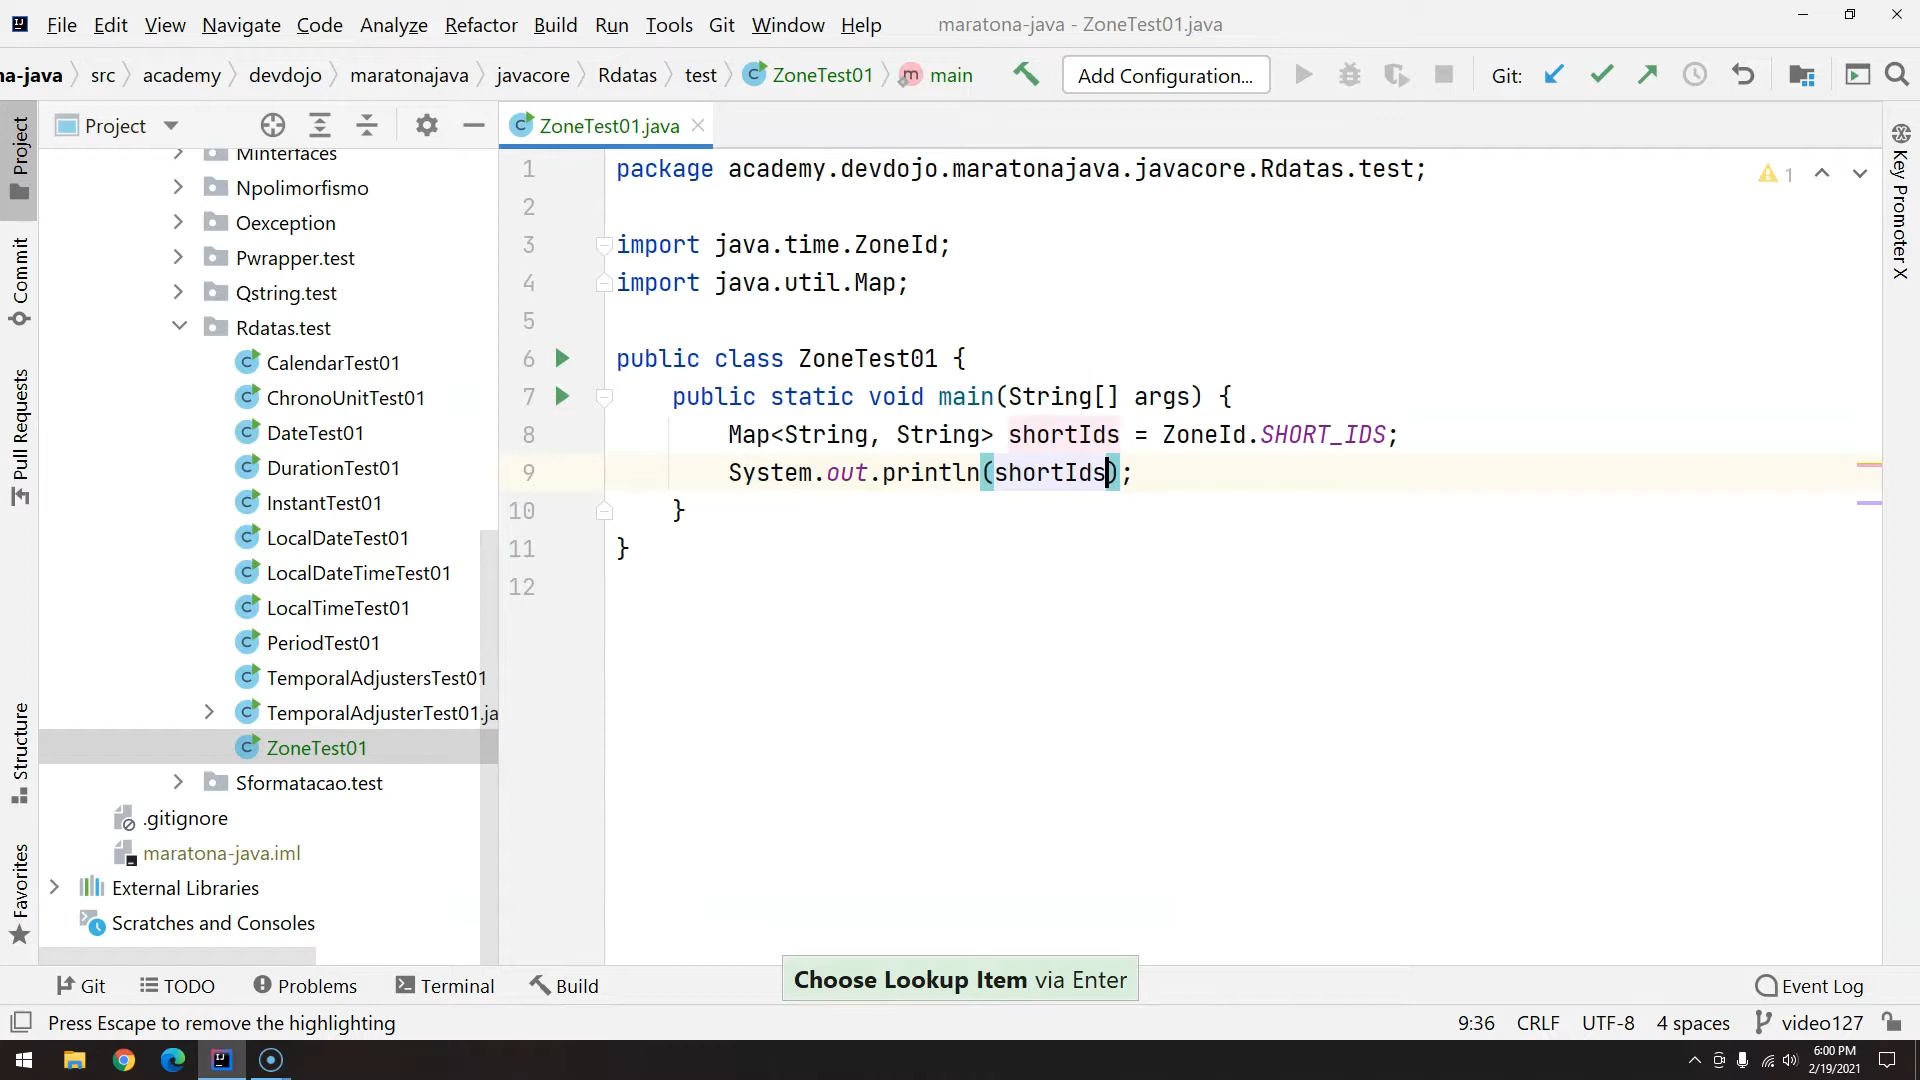 File Edit View Navigate Code Analyze Refactor Build Run Tools Git Window Help maratona-java - ZoneTest01.java
na-java src academy devdojo maratonajava javacore Rdatas test ZoneTest01 main Add Configuration... Git:
Project
ZoneTest01.java
Project
Commit
Pull Requests
Structure
Favorites
Minterfaces
Npolimorfismo
Oexception
Pwrapper.test
Qstring.test
Rdatas.test
CalendarTest01
ChronoUnitTest01
DateTest01
DurationTest01
InstantTest01
LocalDateTest01
LocalDateTimeTest01
LocalTimeTest01
PeriodTest01
TemporalAdjustersTest01
TemporalAdjusterTest01.ja
ZoneTest01
Sformatacao.test
.gitignore
maratona-java.iml
External Libraries
Scratches and Consoles
1 package academy.devdojo.maratonajava.javacore.Rdatas.test;
2
3 import java.time.ZoneId;
4 import java.util.Map;
5
6 public class ZoneTest01 {
7 public static void main(String[] args) {
8 Map<String, String> shortIds = ZoneId.SHORT_IDS;
9 System.out.println(shortIds);
10 }
11 }
12
1
Key Promoter X
Choose Lookup Item via Enter
Git TODO Problems Terminal Build Event Log
Press Escape to remove the highlighting 9:36 CRLF UTF-8 4 spaces video127
6:00 PM
2/19/2021